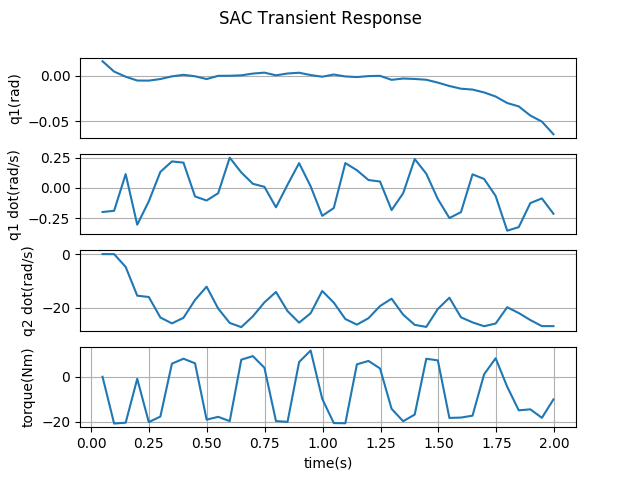 SAC Transient Response
0.00
−0.05
q1(rad)
0.25
0.00
−0.25
q1 dot(rad/s)
0
−20
q2 dot(rad/s)
0
−20
torque(Nm)
0.00 0.25 0.50 0.75 1.00 1.25 1.50 1.75 2.00
time(s)